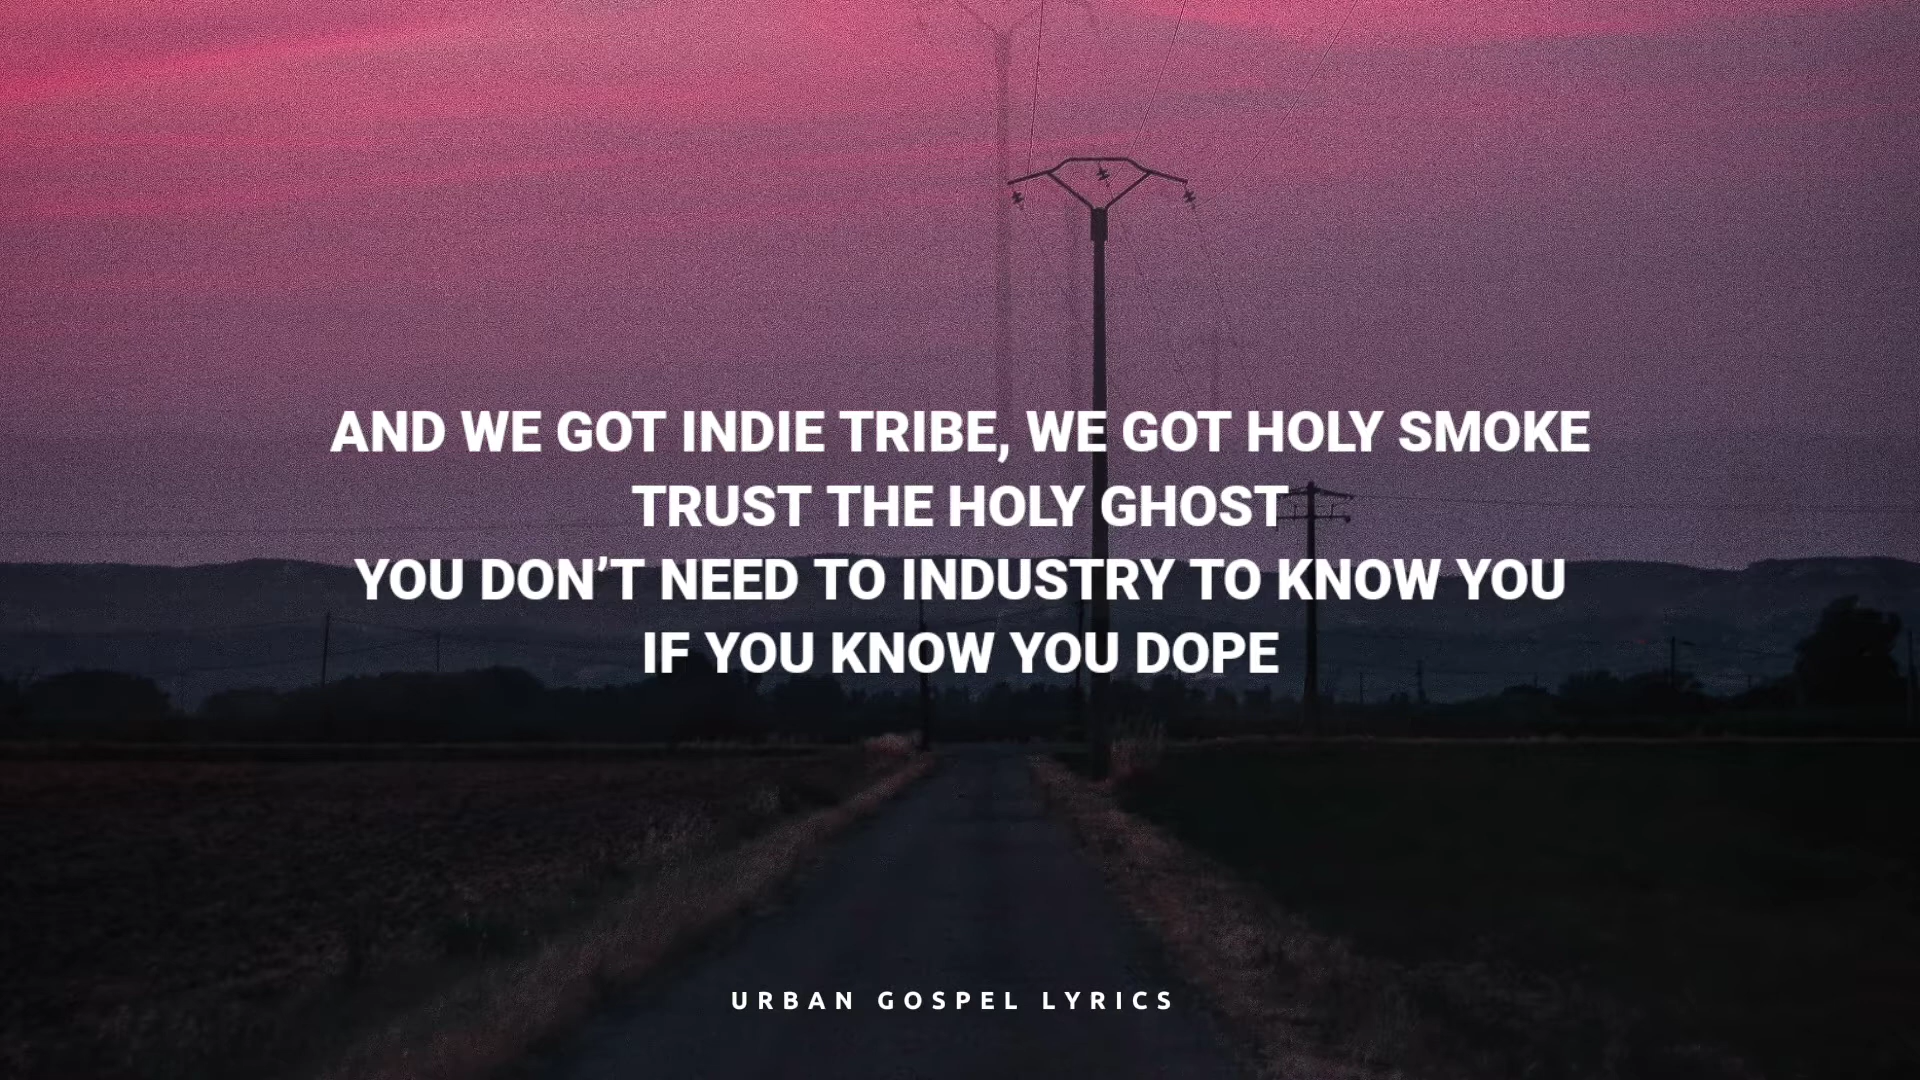 AND WE GOT INDIE TRIBE, WE GOT HOLY SMOKE
TRUST THE HOLY GHOST
YOU DON’T NEED TO INDUSTRY TO KNOW YOU
IF YOU KNOW YOU DOPE
URBAN GOSPEL LYRICS